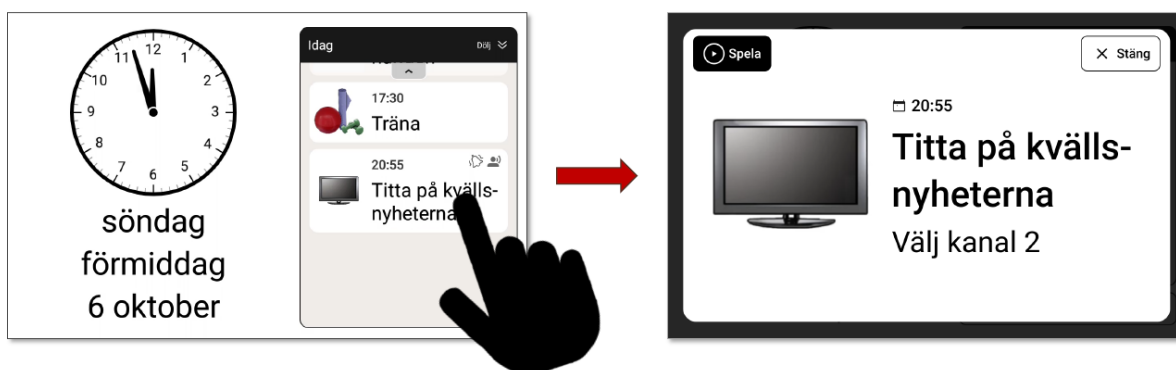 12
1
2
3
4
5
6
7
8
9
10
11
söndag
förmiddag
6 oktober
Idag
Dölj
17:30
Träna
20:55
Titta på kvälls-
nyheterna
Spela
Stäng
20:55
Titta på kvälls-
nyheterna
Välj kanal 2